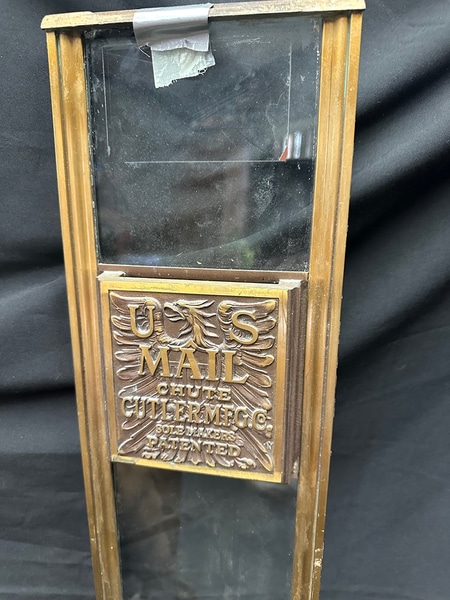 U S
MAIL
CHUTE
CUTLER MFG. Co.
SOLE MAKERS
PATENTED